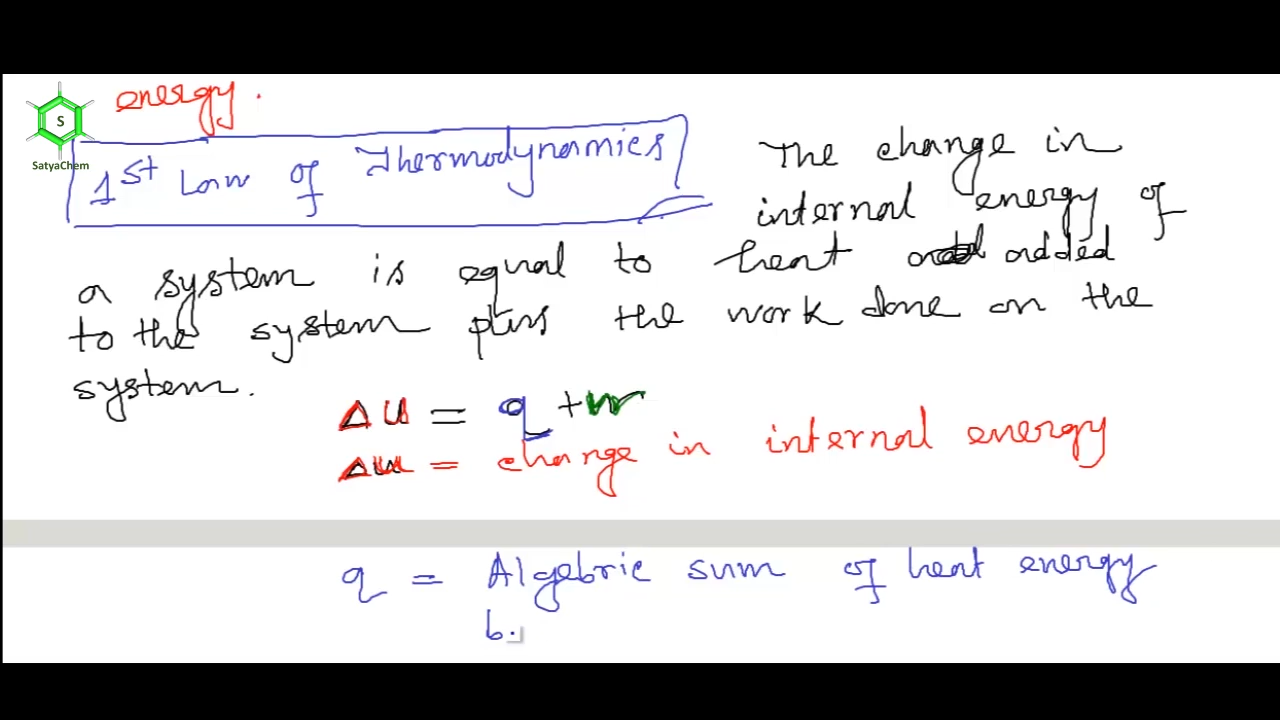 energy.
S
SatyaChem
1st Law of Thermodynamics
The change in
internal energy of
a system is equal to heat added
to the system plus the work done on the
system.
Δu = q + w
Δu = change in internal energy
q = Algebric sum of heat energy
b.